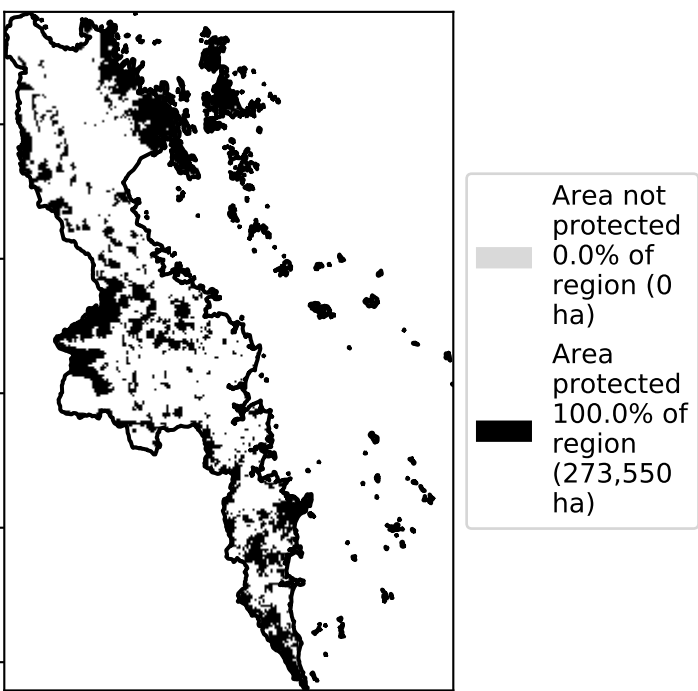 Area not
protected
0.0% of
region (0
ha)
Area
protected
100.0% of
region
(273,550
ha)